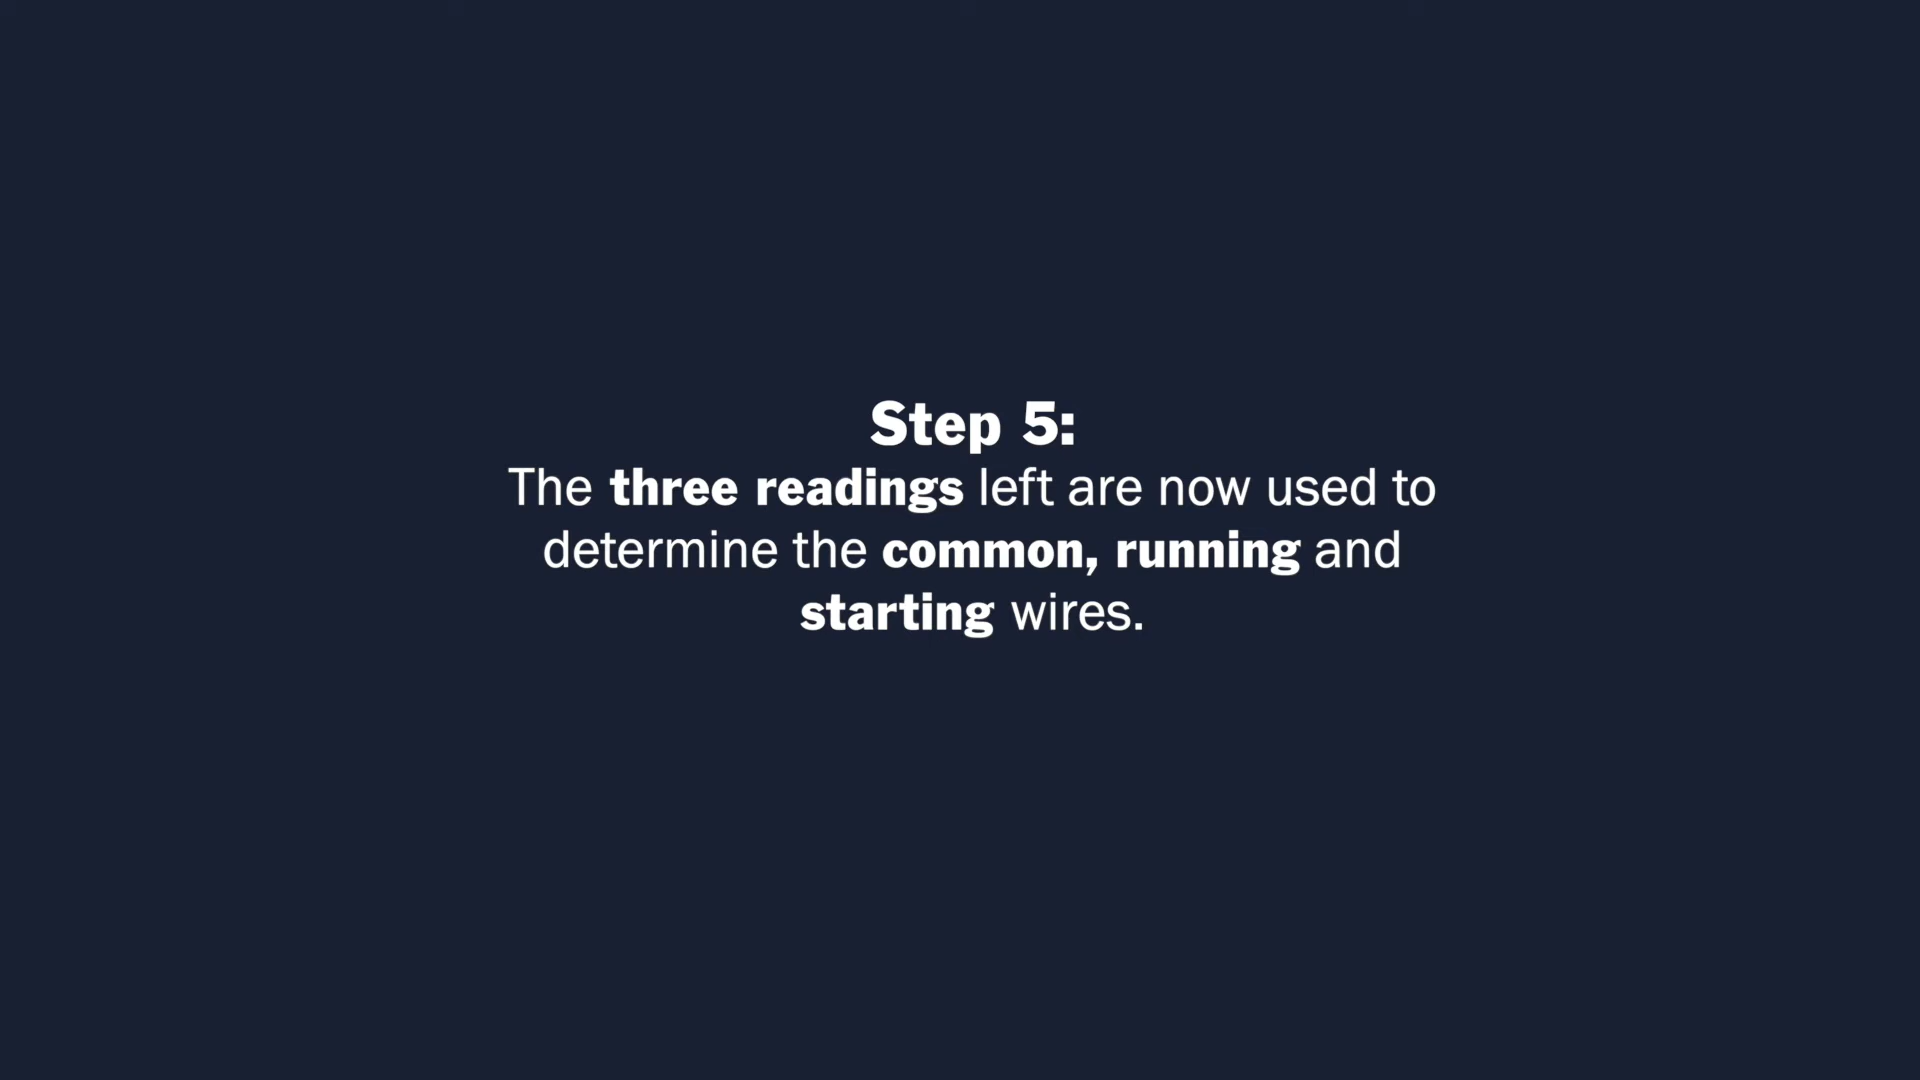 Step 5:
The three readings left are now used to
determine the common, running and
starting wires.